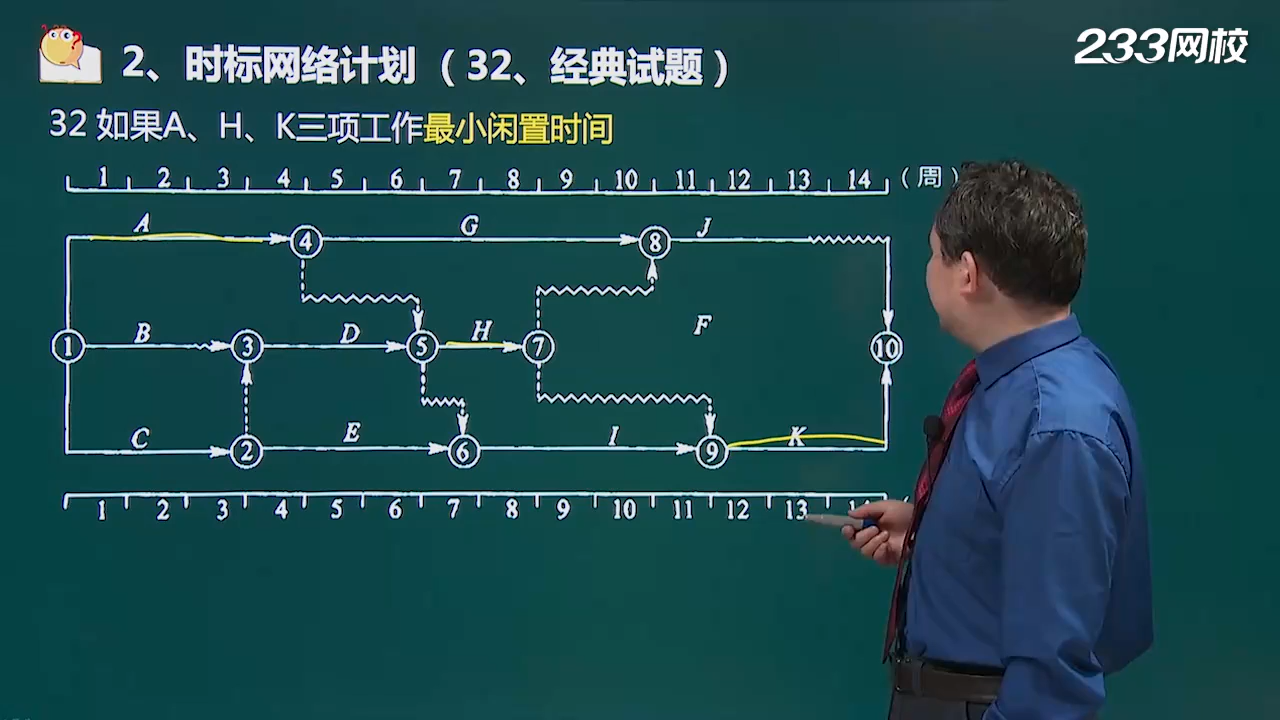 233网校
2、时标网络计划（32、经典试题）
32 如果A、H、K三项工作最小闲置时间
1 2 3 4 5 6 7 8 9 10 11 12 13 14（周）
A 4 G 8 J
1 B 3 D 5 H 7 F 10
C 2 E 6 I 9 K
1 2 3 4 5 6 7 8 9 10 11 12 13